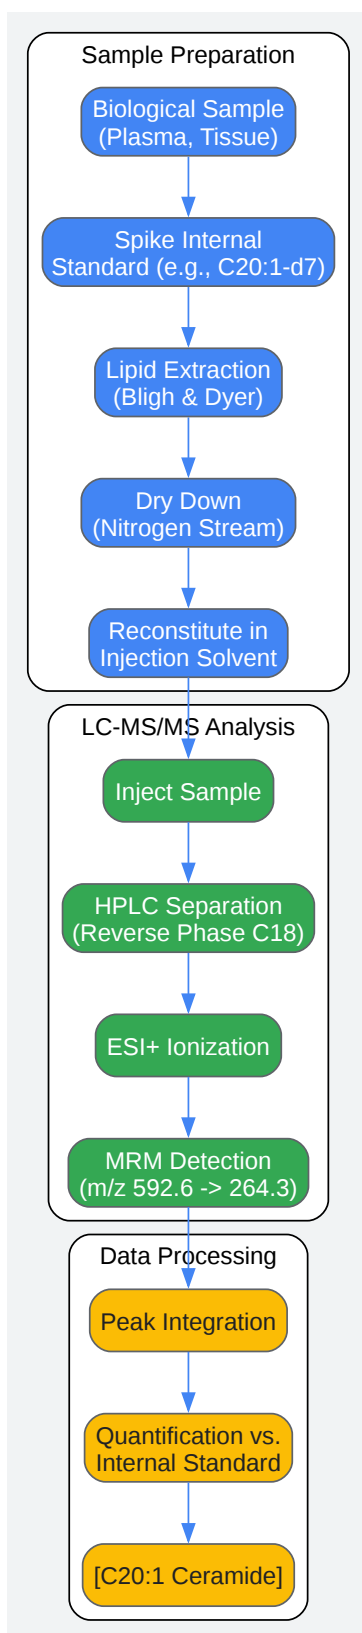 Sample Preparation
Biological Sample
(Plasma, Tissue)
Spike Internal
Standard (e.g., C20:1-d7)
Lipid Extraction
(Bligh & Dyer)
Dry Down
(Nitrogen Stream)
Reconstitute in
Injection Solvent
LC-MS/MS Analysis
Inject Sample
HPLC Separation
(Reverse Phase C18)
ESI+ Ionization
MRM Detection
(m/z 592.6 -> 264.3)
Data Processing
Peak Integration
Quantification vs.
Internal Standard
[C20:1 Ceramide]